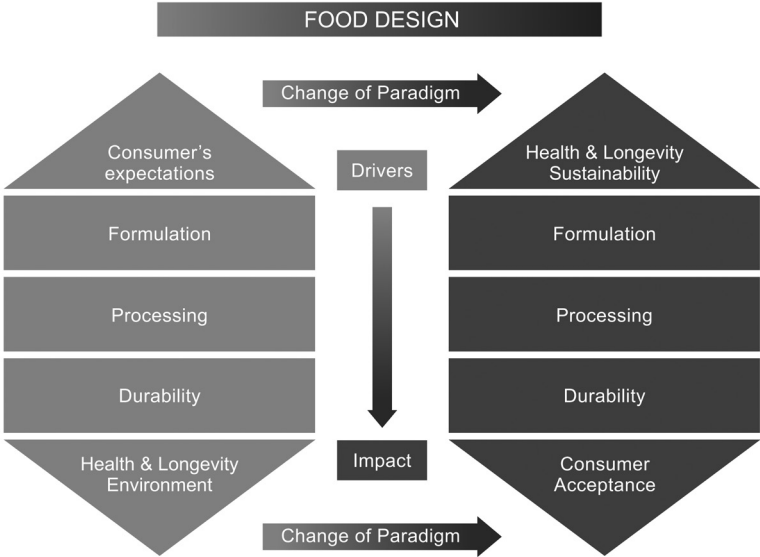 FOOD DESIGN
Change of Paradigm
Consumer's
expectations
Drivers
Health & Longevity
Sustainability
Formulation
Formulation
Processing
Processing
Durability
Durability
Health & Longevity
Environment
Impact
Consumer
Acceptance
Change of Paradigm